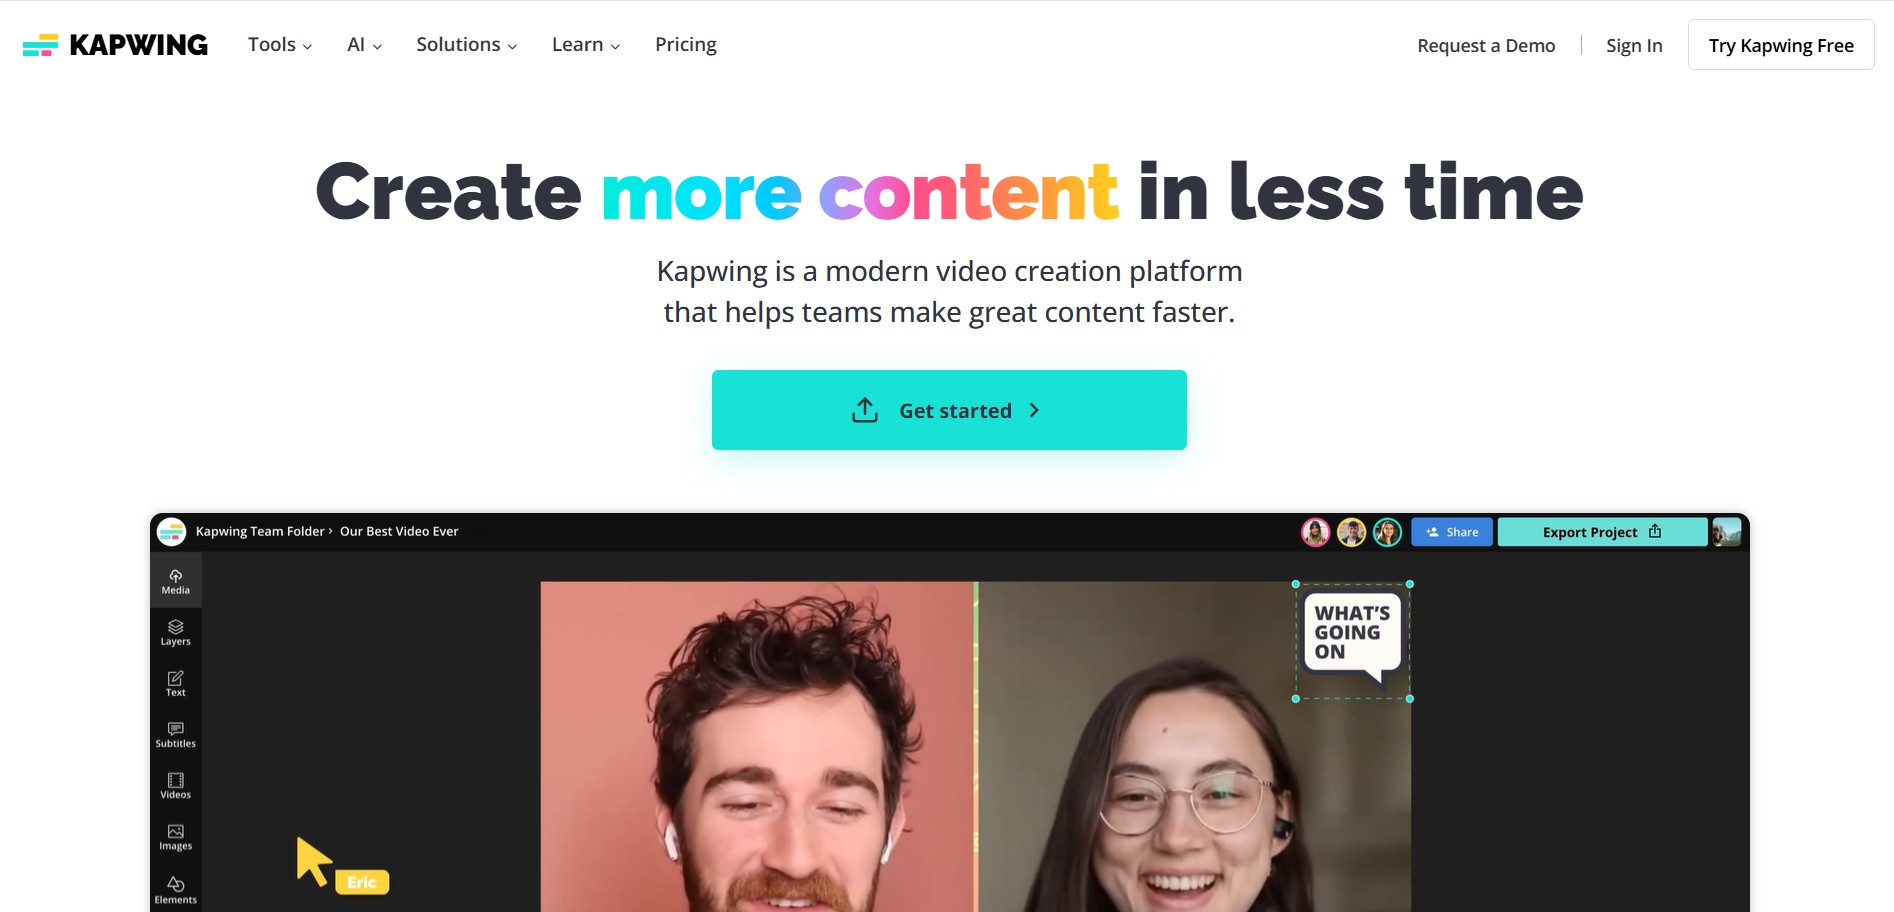 KAPWING
Tools
AI
Solutions
Learn
Pricing
Request a Demo
Sign In
Try Kapwing Free
Create more content in less time
Kapwing is a modern video creation platform
that helps teams make great content faster.
Get started
Kapwing Team Folder › Our Best Video Ever
Share
Export Project
Media
Layers
Text
Subtitles
Videos
Images
Elements
WHAT'S
GOING
ON
Eric